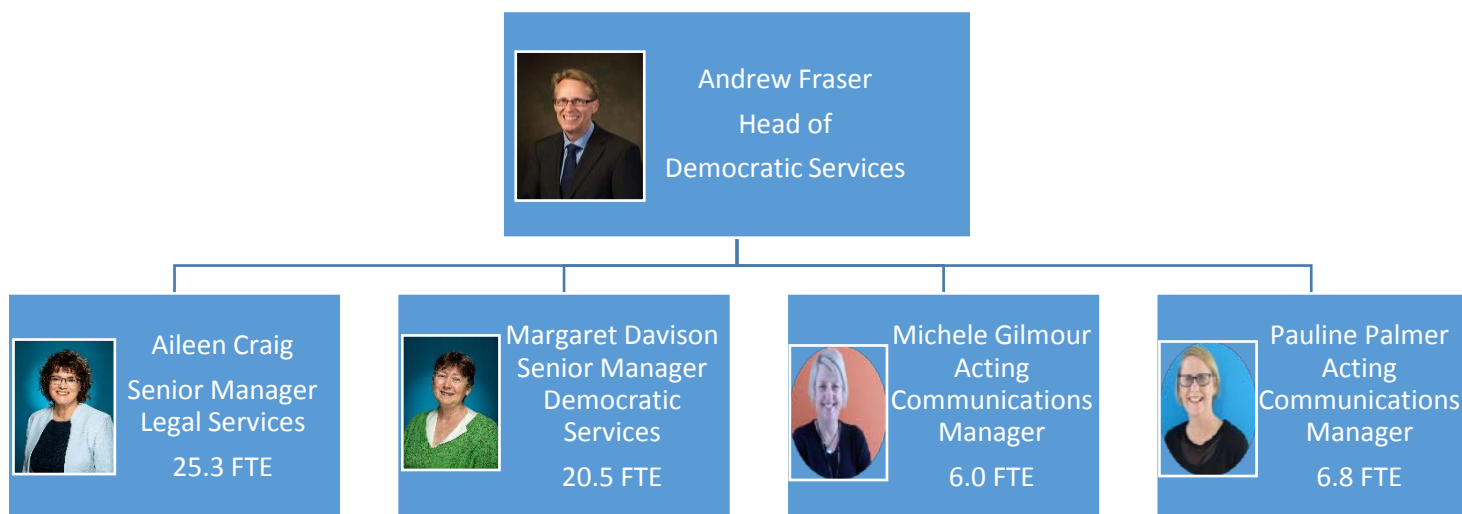 Andrew Fraser
Head of
Democratic Services
Aileen Craig
Senior Manager
Legal Services
25.3 FTE
Margaret Davison
Senior Manager
Democratic
Services
20.5 FTE
Michele Gilmour
Acting
Communications
Manager
6.0 FTE
Pauline Palmer
Acting
Communications
Manager
6.8 FTE